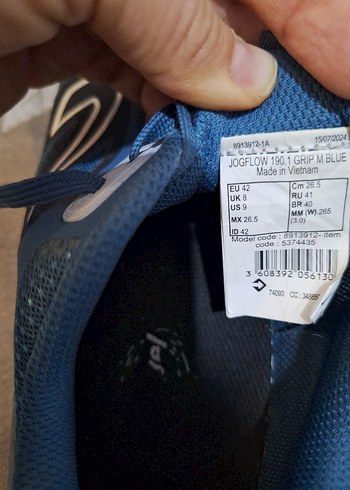 8913912-1A 15/07/2024
JOGFLOW 190.1 GRIP M BLUE
Made in Vietnam
EU 42 Cm 26.5
UK 8 RU 41
US 9 BR 40
MX 26.5 MM (W) 265
(3.0)
ID 42
Model code : 8913912- Item
code : 5374435
3 608392 056130
74093 CC :